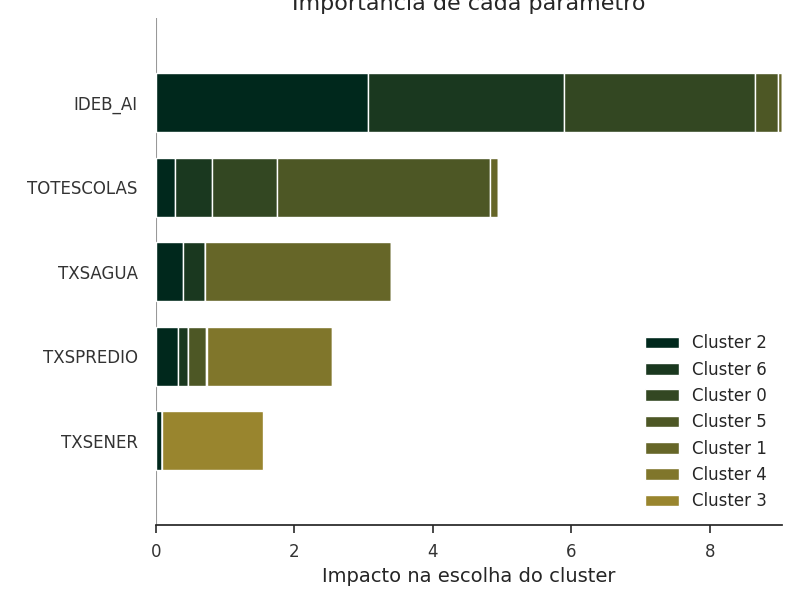 Importância de cada parâmetro
IDEB_AI
TOTESCOLAS
TXSAGUA
TXSPREDIO
TXSENER
Cluster 2
Cluster 6
Cluster 0
Cluster 5
Cluster 1
Cluster 4
Cluster 3
0 2 4 6 8
Impacto na escolha do cluster